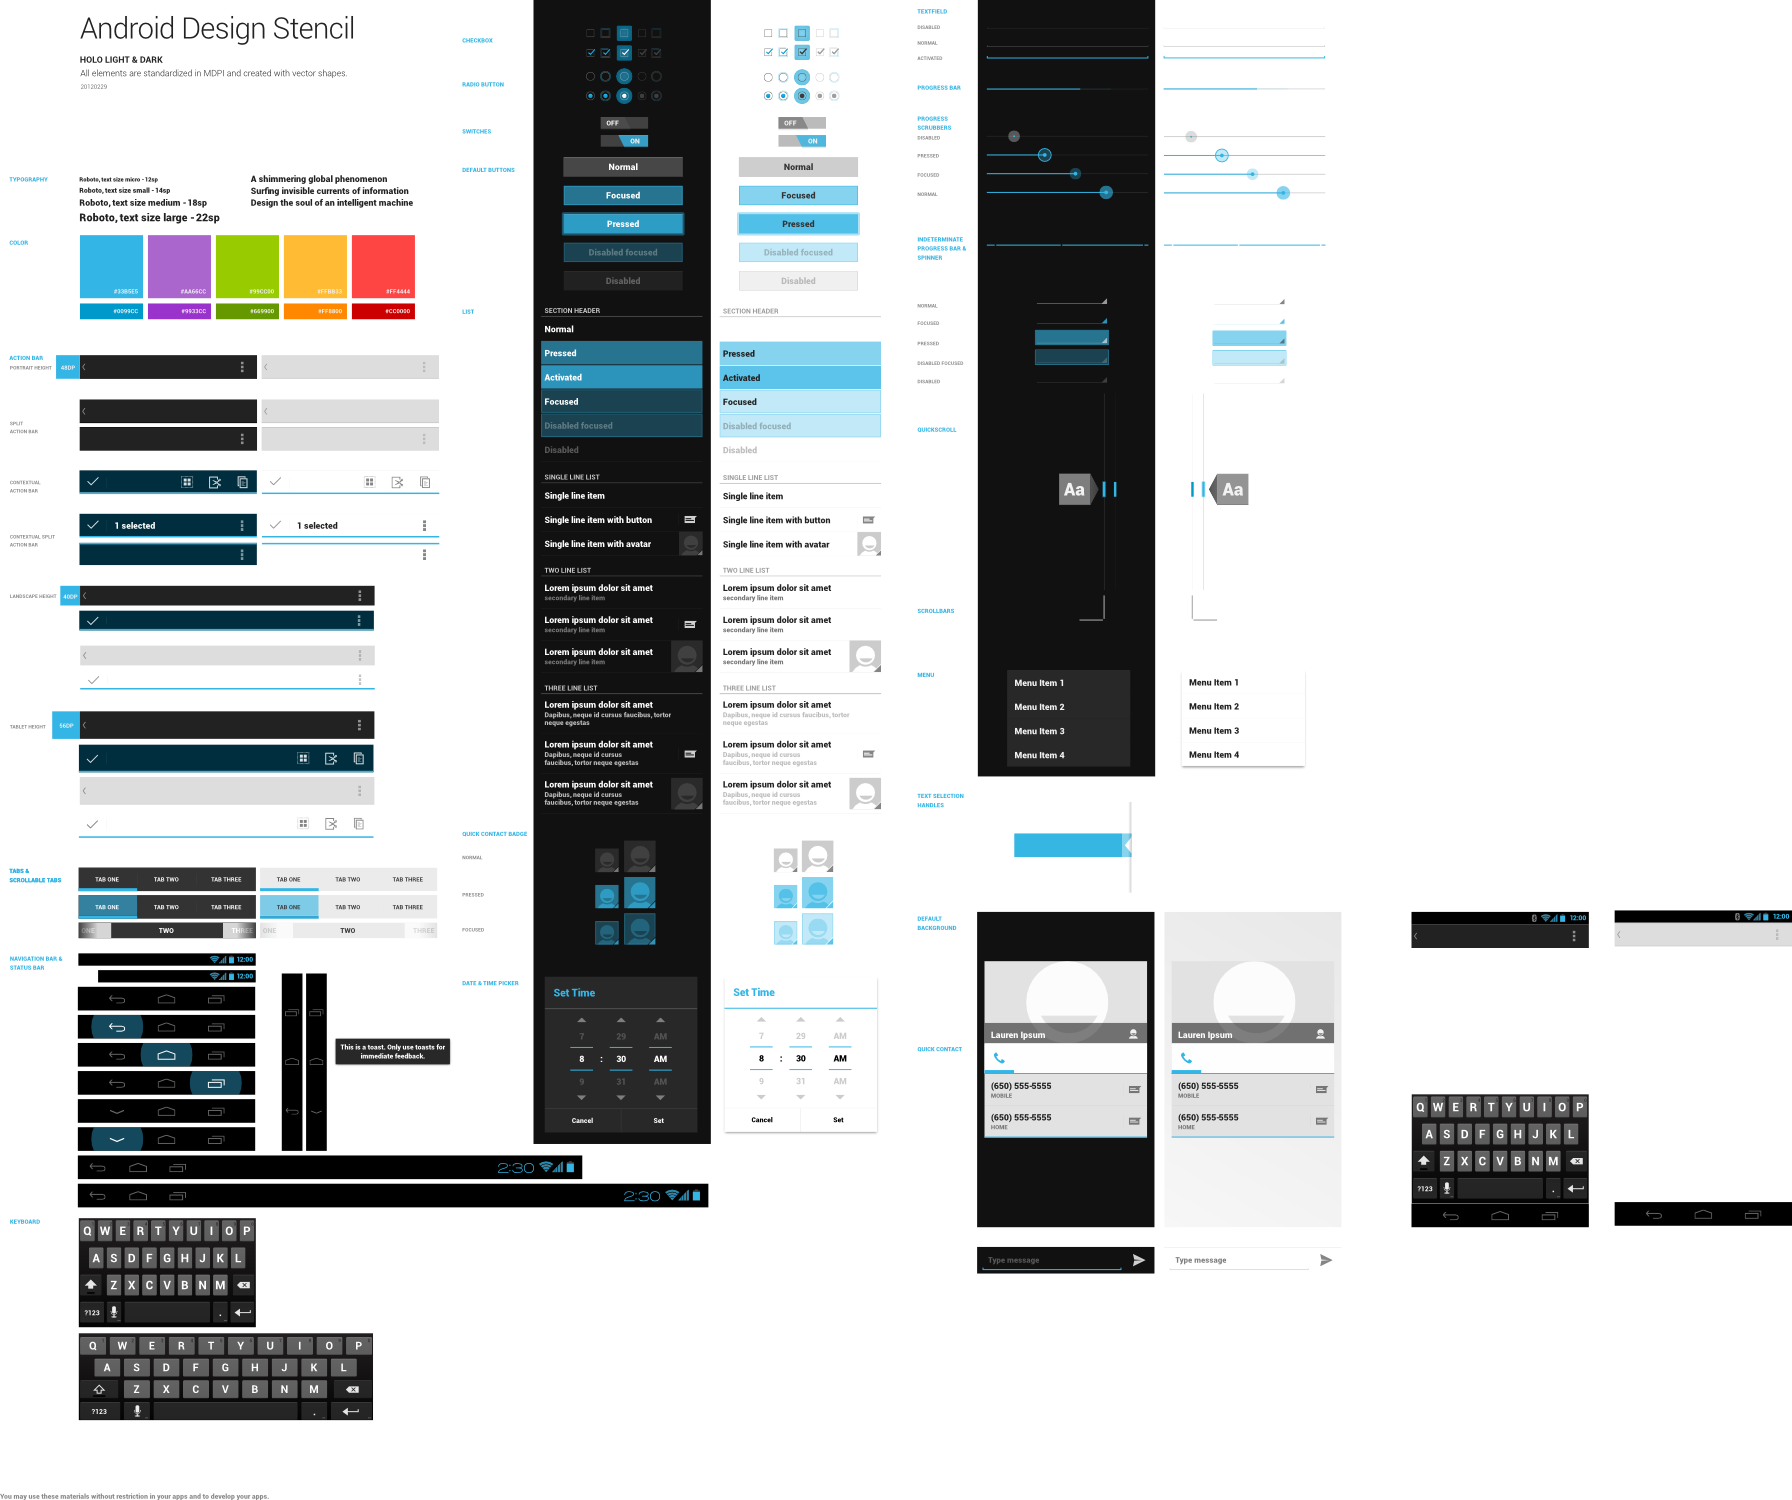 Android Design Stencil
HOLO LIGHT & DARK
All elements are standardized in MDPI and created with vector shapes.
20120229
TYPOGRAPHY
Roboto, text size micro - 12sp
Roboto, text size small - 14sp
Roboto, text size medium - 18sp
Roboto, text size large - 22sp
A shimmering global phenomenon
Surfing invisible currents of information
Design the soul of an intelligent machine
COLOR
#33B5E5
#AA66CC
#99CC00
#FFBB33
#FF4444
#0099CC
#9933CC
#669900
#FF8800
#CC0000
ACTION BAR
PORTRAIT HEIGHT
48DP
SPLIT
ACTION BAR
CONTEXTUAL
ACTION BAR
CONTEXTUAL SPLIT
ACTION BAR
1 selected
1 selected
LANDSCAPE HEIGHT
40DP
TABLET HEIGHT
56DP
TABS &
SCROLLABLE TABS
TAB ONE TAB TWO TAB THREE
TAB ONE TAB TWO TAB THREE
TAB ONE TAB TWO TAB THREE
TAB ONE TAB TWO TAB THREE
ONE TWO THREE
ONE TWO THREE
NAVIGATION BAR &
STATUS BAR
12:00
12:00
This is a toast. Only use toasts for
immediate feedback.
2:30
2:30
KEYBOARD
Q W E R T Y U I O P
A S D F G H J K L
Z X C V B N M
?123 .
Q W E R T Y U I O P
A S D F G H J K L
Z X C V B N M
?123 .
You may use these materials without restriction in your apps and to develop your apps.
CHECKBOX
RADIO BUTTON
SWITCHES
OFF
ON
OFF
ON
DEFAULT BUTTONS
Normal
Focused
Pressed
Disabled focused
Disabled
Normal
Focused
Pressed
Disabled focused
Disabled
LIST
SECTION HEADER
Normal
Pressed
Activated
Focused
Disabled focused
Disabled
SINGLE LINE LIST
Single line item
Single line item with button
Single line item with avatar
TWO LINE LIST
Lorem ipsum dolor sit amet
secondary line item
Lorem ipsum dolor sit amet
secondary line item
Lorem ipsum dolor sit amet
secondary line item
THREE LINE LIST
Lorem ipsum dolor sit amet
Dapibus, neque id cursus faucibus, tortor
neque egestas
Lorem ipsum dolor sit amet
Dapibus, neque id cursus
faucibus, tortor neque egestas
Lorem ipsum dolor sit amet
Dapibus, neque id cursus
faucibus, tortor neque egestas
SECTION HEADER
Pressed
Activated
Focused
Disabled focused
Disabled
SINGLE LINE LIST
Single line item
Single line item with button
Single line item with avatar
TWO LINE LIST
Lorem ipsum dolor sit amet
secondary line item
Lorem ipsum dolor sit amet
secondary line item
Lorem ipsum dolor sit amet
secondary line item
THREE LINE LIST
Lorem ipsum dolor sit amet
Dapibus, neque id cursus faucibus, tortor
neque egestas
Lorem ipsum dolor sit amet
Dapibus, neque id cursus
faucibus, tortor neque egestas
Lorem ipsum dolor sit amet
Dapibus, neque id cursus
faucibus, tortor neque egestas
QUICK CONTACT BADGE
NORMAL
PRESSED
FOCUSED
DATE & TIME PICKER
Set Time
7 29 AM
8 : 30 AM
9 31 AM
Cancel Set
Set Time
7 29 AM
8 : 30 AM
9 31 AM
Cancel Set
TEXTFIELD
DISABLED
NORMAL
ACTIVATED
PROGRESS BAR
PROGRESS
SCRUBBERS
DISABLED
PRESSED
FOCUSED
NORMAL
INDETERMINATE
PROGRESS BAR &
SPINNER
NORMAL
FOCUSED
PRESSED
DISABLED FOCUSED
DISABLED
QUICKSCROLL
Aa
Aa
SCROLLBARS
MENU
Menu Item 1
Menu Item 2
Menu Item 3
Menu Item 4
Menu Item 1
Menu Item 2
Menu Item 3
Menu Item 4
TEXT SELECTION
HANDLES
DEFAULT
BACKGROUND
QUICK CONTACT
Lauren Ipsum
(650) 555-5555
MOBILE
(650) 555-5555
HOME
Lauren Ipsum
(650) 555-5555
MOBILE
(650) 555-5555
HOME
Type message
Type message
12:00
12:00
Q W E R T Y U I O P
A S D F G H J K L
Z X C V B N M
?123 .